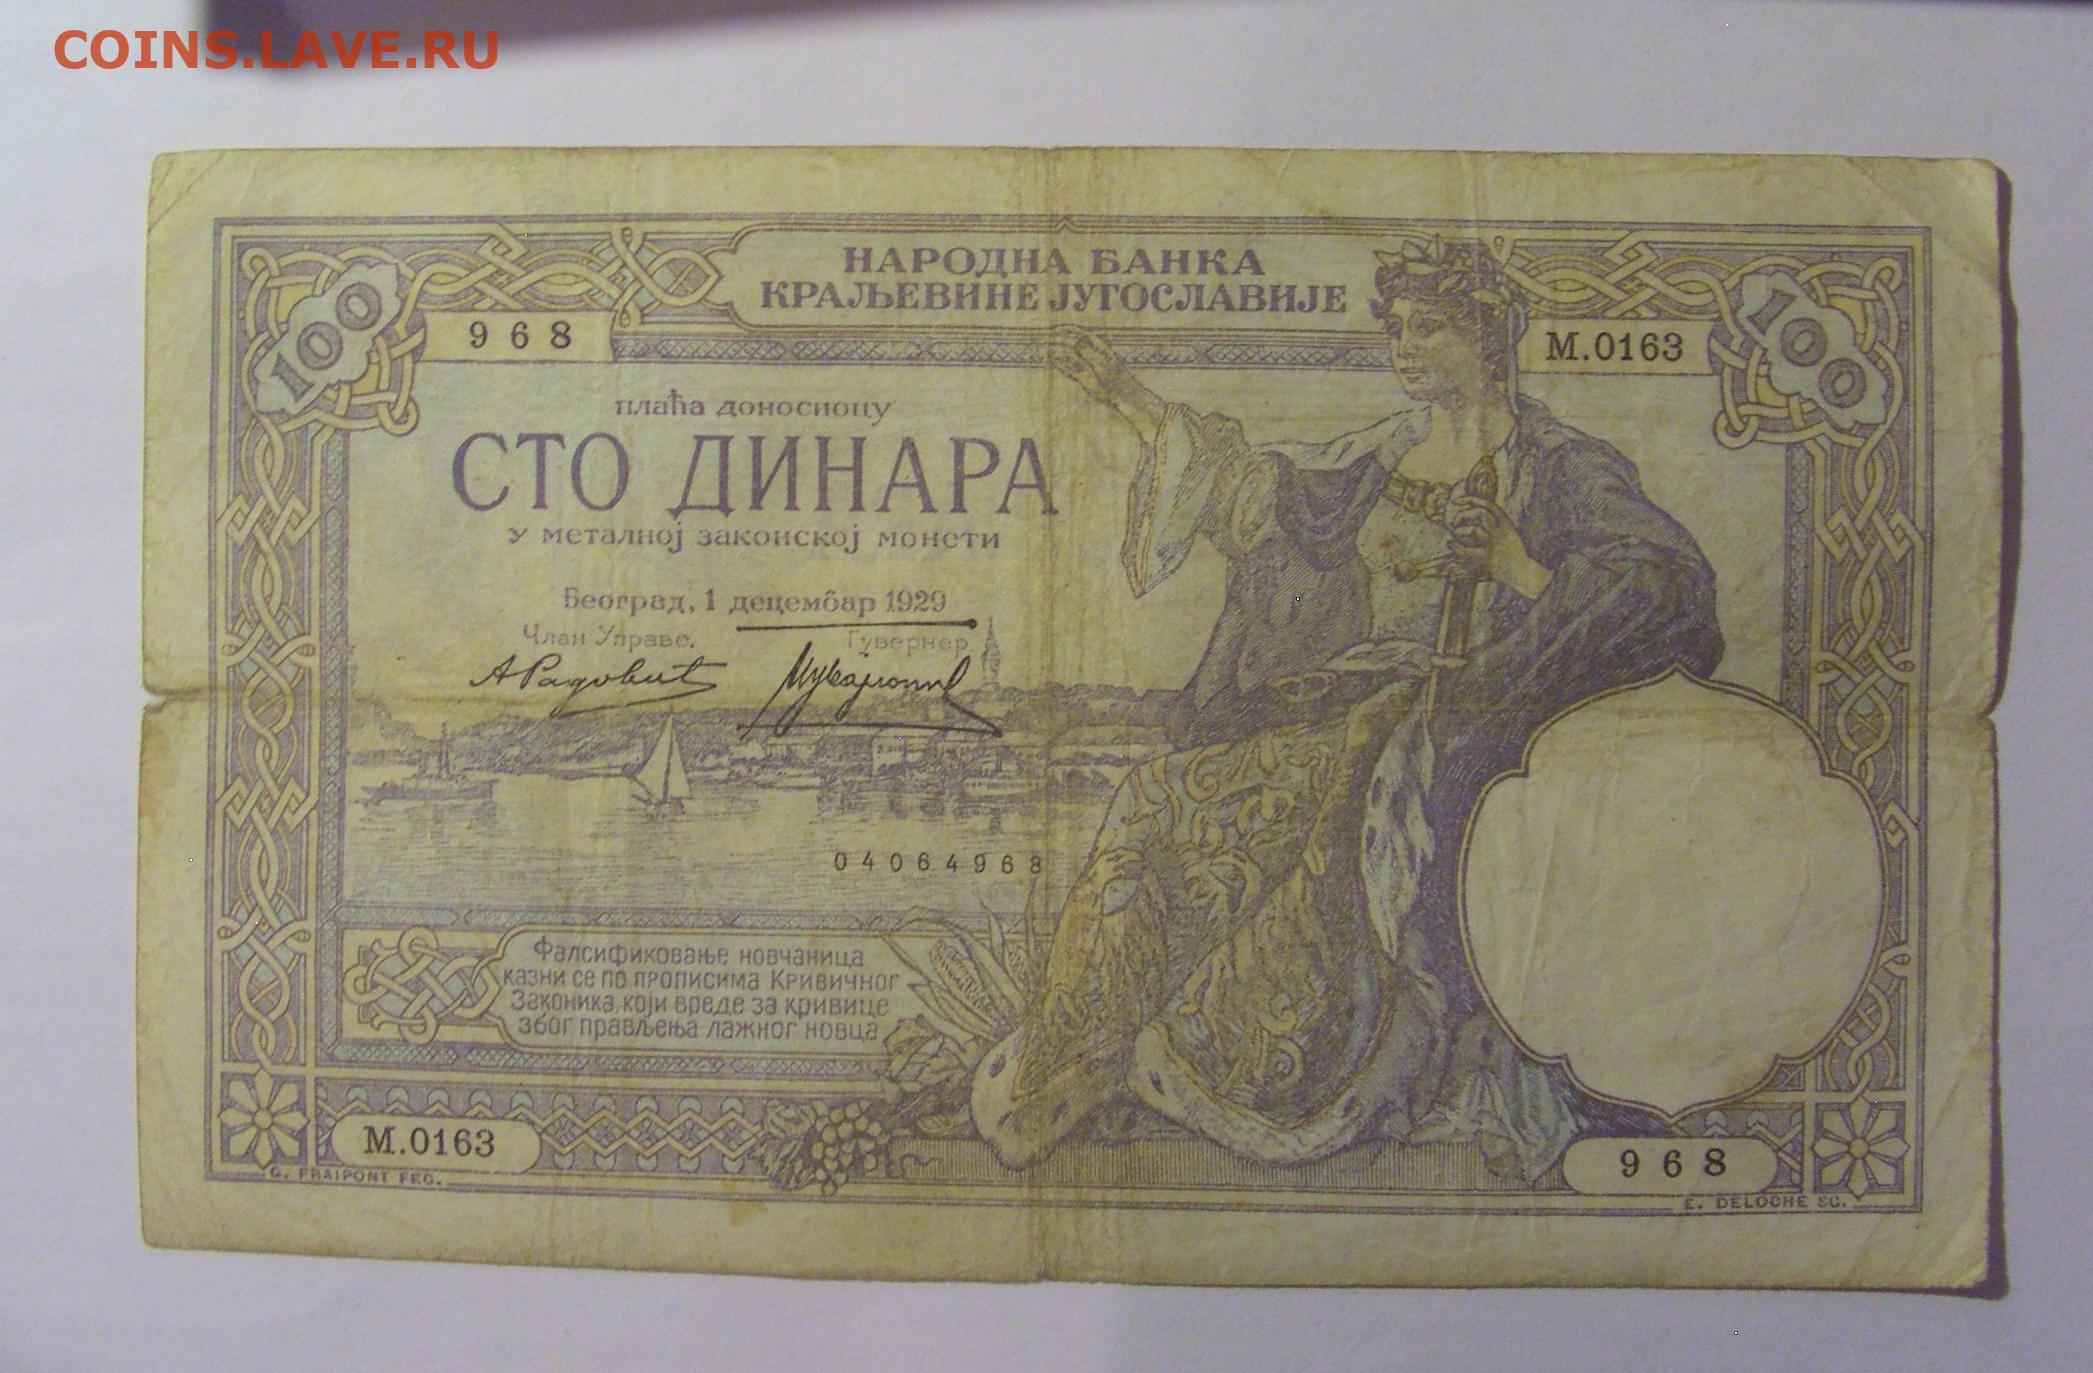 COINS.LAVE.RU
100
НАРОДНА БАНКА
КРАЉЕВИНЕ ЈУГОСЛАВИЈЕ
100
968
М.0163
плаћа доносиоцу
СТО ДИНАРА
у металној законској монети
Београд, 1 децембар 1929
Члан Управе.
Гувернер
А Радовић
04064968
Фалсификовање новчаница
казни се по прописима Кривичног
Законика, који вреде за кривице
због прављења лажног новца
М.0163
968
G. FRAIPONT FEC.
E. DELOCHE SC.